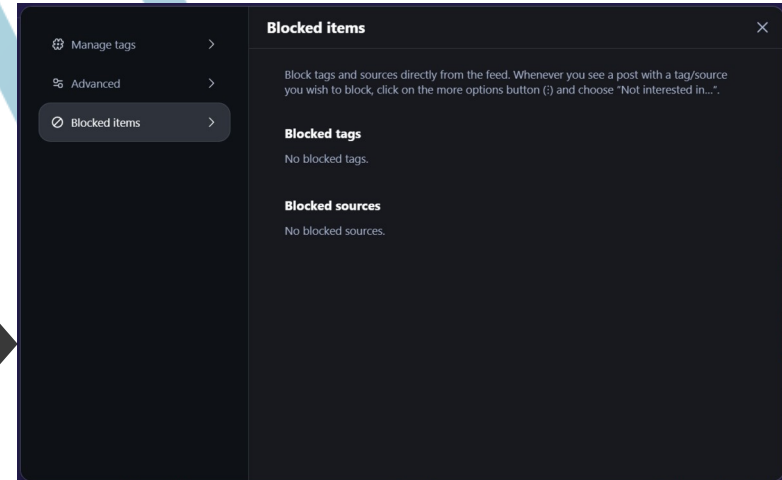 Manage tags
Advanced
Blocked items
Blocked items
Block tags and sources directly from the feed. Whenever you see a post with a tag/source
you wish to block, click on the more options button (⋮) and choose “Not interested in...”.
Blocked tags
No blocked tags.
Blocked sources
No blocked sources.